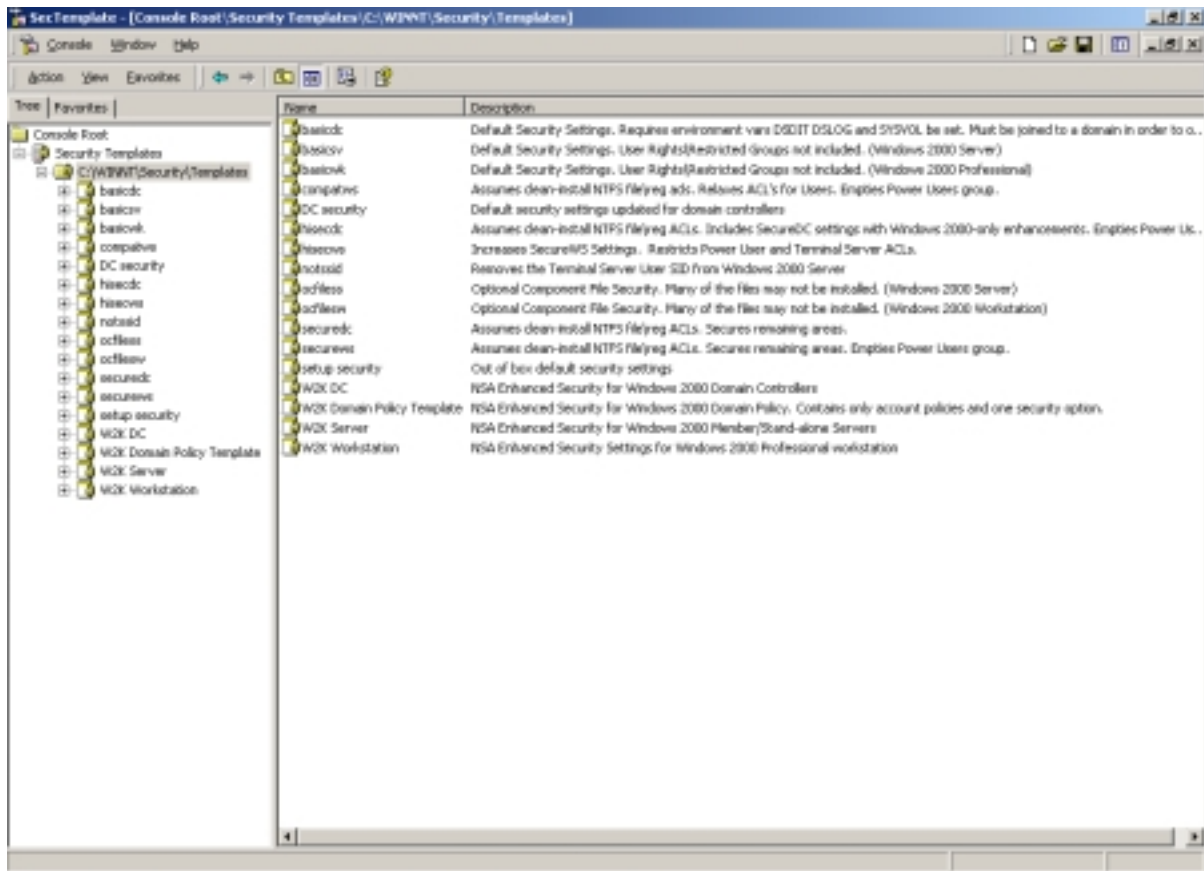 SecTemplate - [Console Root\Security Templates\C:\WINNT\Security\Templates]
Console Window Help
Action View Favorites
Tree Favorites
Console Root
Security Templates
C:\WINNT\Security\Templates
basicdc
basicsv
basicwk
compatws
DC security
hisecdc
hisecws
notssid
ocfiless
ocfilesw
securedc
securews
setup security
W2K DC
W2K Domain Policy Template
W2K Server
W2K Workstation
Name Description
basicdc Default Security Settings. Requires environment vars DSDIT DSLOG and SYSVOL be set. Must be joined to a domain in order to o...
basicsv Default Security Settings. User Rights\Restricted Groups not included. (Windows 2000 Server)
basicwk Default Security Settings. User Rights\Restricted Groups not included. (Windows 2000 Professional)
compatws Assumes clean-install NTFS file\reg ads. Relaxes ACL's for Users. Empties Power Users group.
DC security Default security settings updated for domain controllers
hisecdc Assumes clean-install NTFS file\reg ACLs. Includes SecureDC settings with Windows 2000-only enhancements. Empties Power Us...
hisecws Increases SecureWS Settings. Restricts Power User and Terminal Server ACLs.
notssid Removes the Terminal Server User SID from Windows 2000 Server
ocfiless Optional Component File Security. Many of the files may not be installed. (Windows 2000 Server)
ocfilesw Optional Component File Security. Many of the files may not be installed. (Windows 2000 Workstation)
securedc Assumes clean-install NTFS file\reg ACLs. Secures remaining areas.
securews Assumes clean-install NTFS file\reg ACLs. Secures remaining areas. Empties Power Users group.
setup security Out of box default security settings
W2K DC NSA Enhanced Security for Windows 2000 Domain Controllers
W2K Domain Policy Template NSA Enhanced Security for Windows 2000 Domain Policy. Contains only account policies and one security option.
W2K Server NSA Enhanced Security for Windows 2000 Member/Stand-alone Servers
W2K Workstation NSA Enhanced Security Settings for Windows 2000 Professional workstation